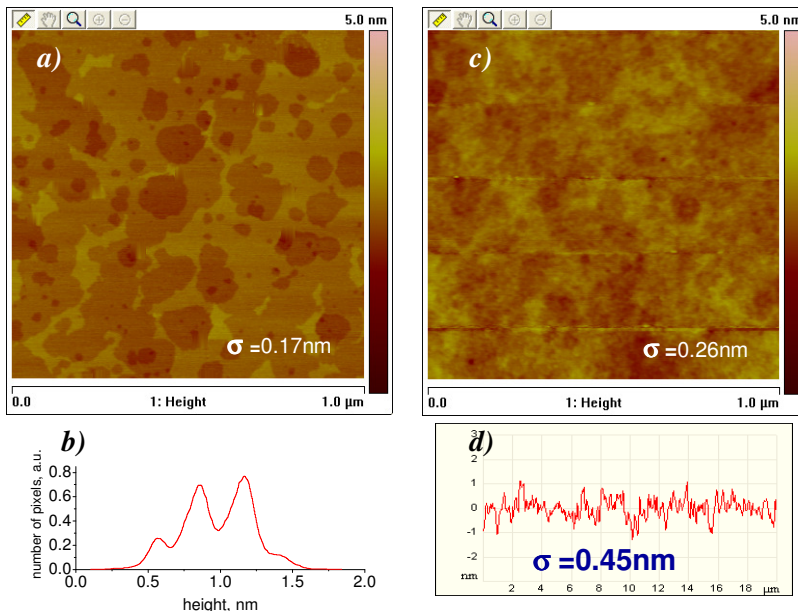 5.0 nm
a)
σ =0.17nm
0.0 1: Height 1.0 µm
5.0 nm
c)
σ =0.26nm
0.0 1: Height 1.0 µm
b)
number of pixels, a.u.
0.8
0.6
0.4
0.2
0.0
0.0 0.5 1.0 1.5 2.0
height, nm
d)
3
2
1
0
-1
-2
nm
σ =0.45nm
2 4 6 8 10 12 14 16 18 µm